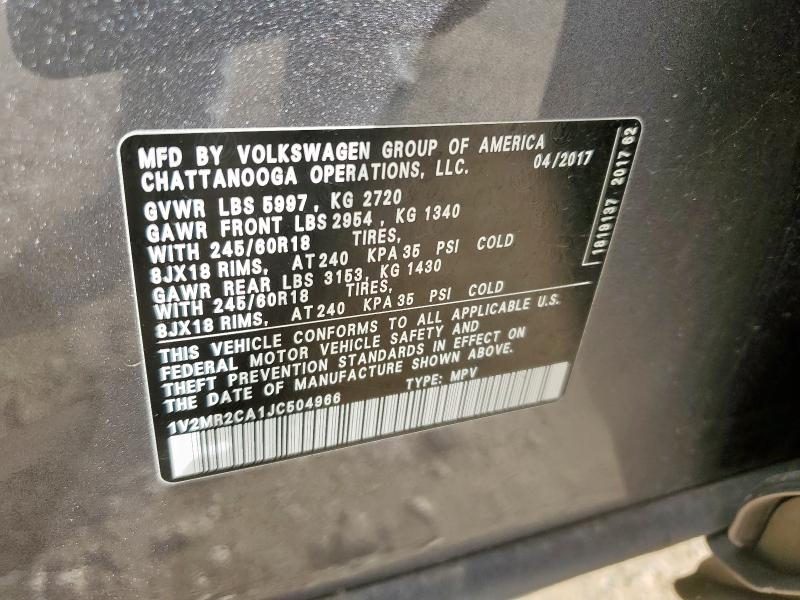 MFD BY VOLKSWAGEN GROUP OF AMERICA
CHATTANOOGA OPERATIONS, LLC. 04/2017
GVWR LBS 5997, KG 2720
GAWR FRONT LBS 2954, KG 1340
WITH 245/60R18 TIRES,
8JX18 RIMS, AT 240 KPA 35 PSI COLD
GAWR REAR LBS 3153, KG 1430
WITH 245/60R18 TIRES,
8JX18 RIMS, AT 240 KPA 35 PSI COLD
THIS VEHICLE CONFORMS TO ALL APPLICABLE U.S.
FEDERAL MOTOR VEHICLE SAFETY AND
THEFT PREVENTION STANDARDS IN EFFECT ON
THE DATE OF MANUFACTURE SHOWN ABOVE.
1V2MR2CA1JC504966 TYPE: MPV
1819197 2017 62